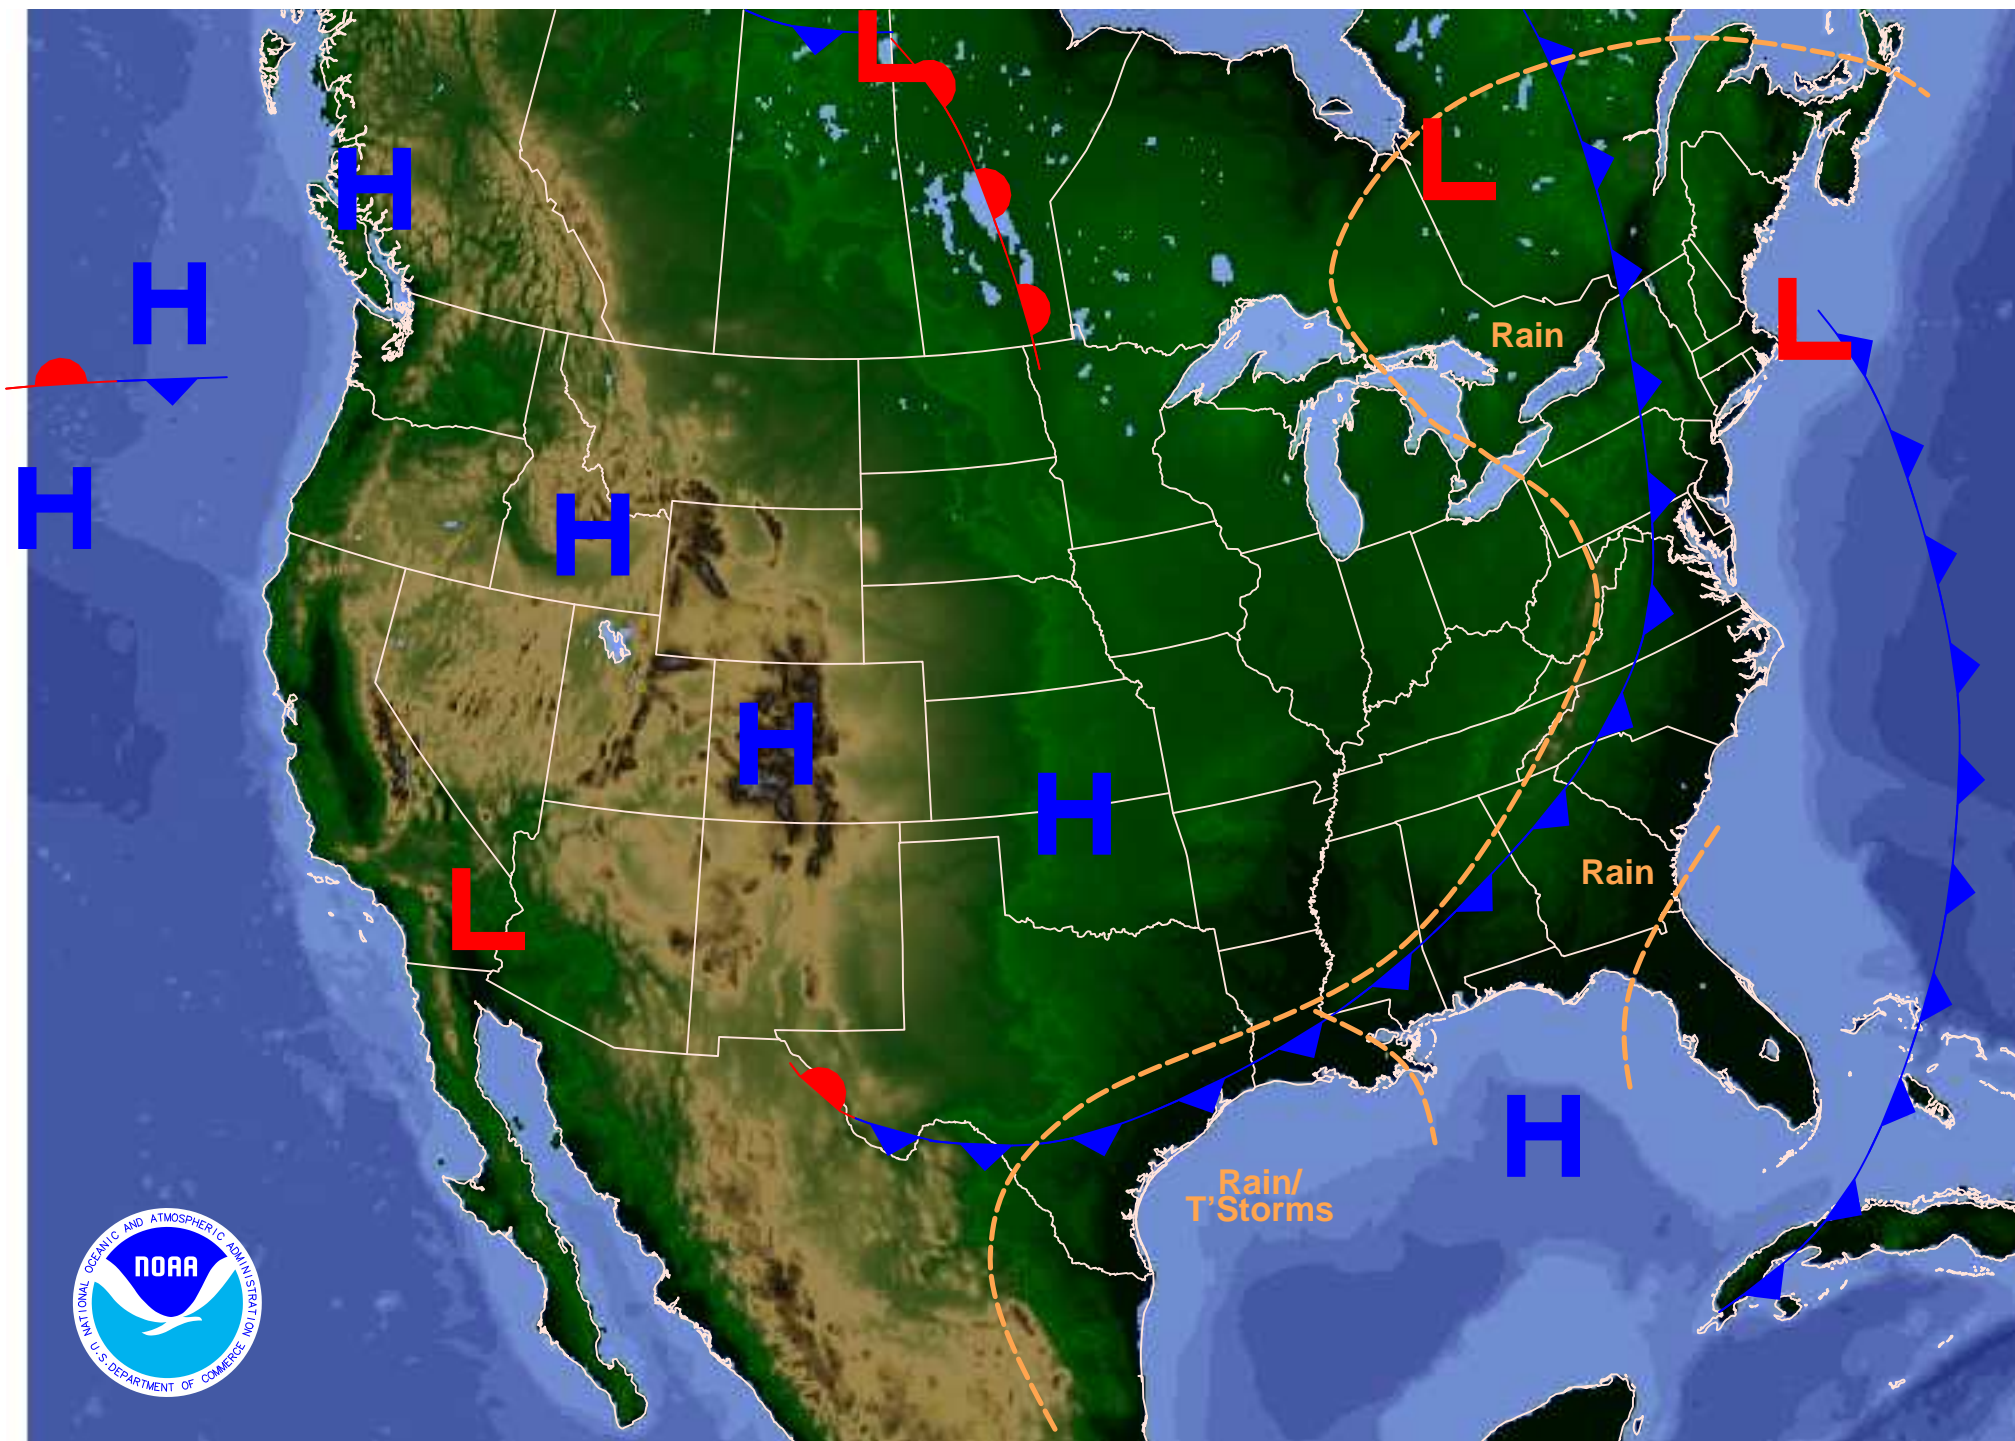 L
L
H
H
L
Rain
H
H
H
H
L
Rain
H
Rain/
T'Storms
NATIONAL OCEANIC AND ATMOSPHERIC ADMINISTRATION
NOAA
U.S. DEPARTMENT OF COMMERCE